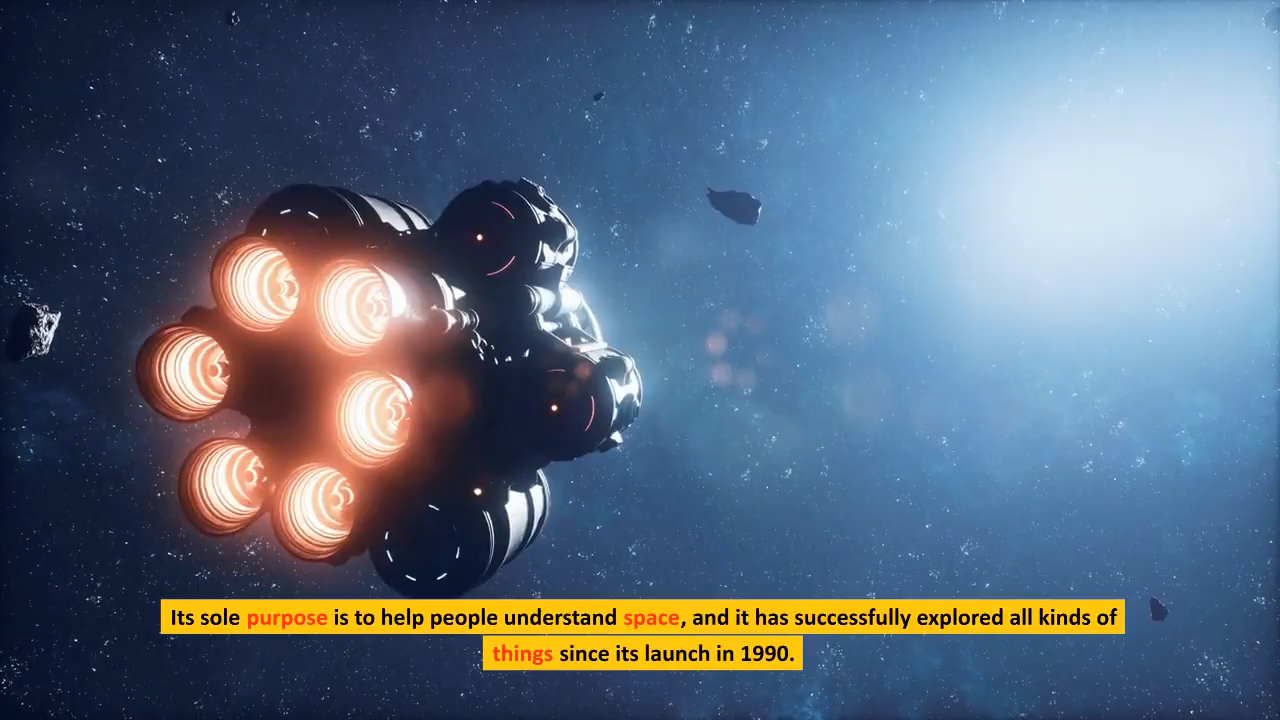 Its sole purpose is to help people understand space, and it has successfully explored all kinds of
things since its launch in 1990.